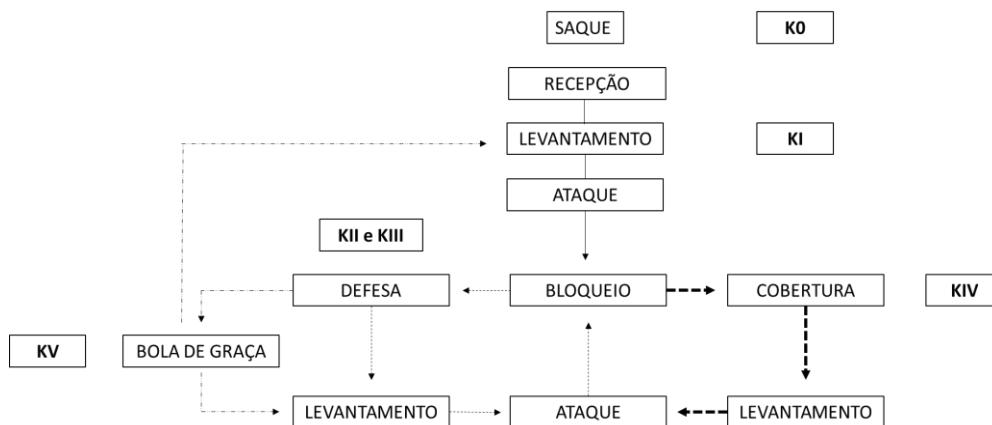 SAQUE
K0
RECEPÇÃO
LEVANTAMENTO
KI
ATAQUE
KII e KIII
DEFESA
BLOQUEIO
COBERTURA
KIV
KV
BOLA DE GRAÇA
LEVANTAMENTO
ATAQUE
LEVANTAMENTO